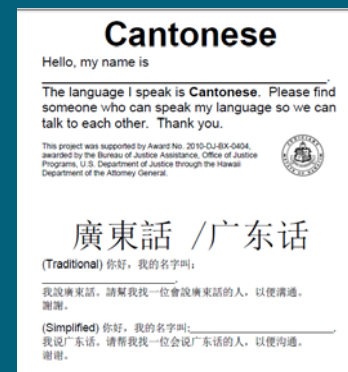 Cantonese
Hello, my name is
____________________________________.
The language I speak is Cantonese. Please find
someone who can speak my language so we can
talk to each other. Thank you.
This project was supported by Award No. 2010-DJ-BX-0404,
awarded by the Bureau of Justice Assistance, Office of Justice
Programs, U.S. Department of Justice through the Hawaii
Department of the Attorney General.
廣東話 /广东话
(Traditional) 你好，我的名字叫：
____________________.
我說廣東話。請幫我找一位會說廣東話的人，以便溝通。
謝謝。
(Simplified) 你好，我的名字叫:____________________.
我说广东话。请帮我找一位会说广东话的人，以便沟通。
谢谢。